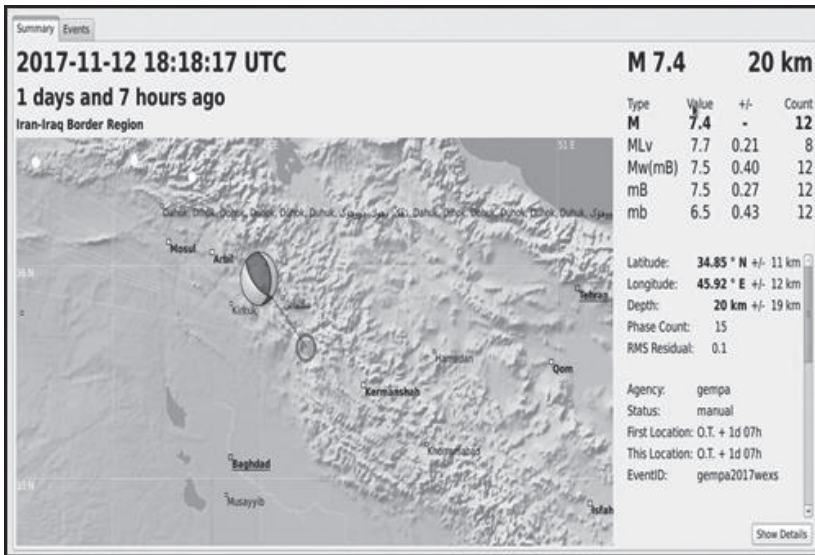 Summary Events
2017-11-12 18:18:17 UTC
1 days and 7 hours ago
Iran-Iraq Border Region
M 7.4 20 km
Type Value +/- Count
M 7.4 - 12
MLv 7.7 0.21 8
Mw(mB) 7.5 0.40 12
mB 7.5 0.27 12
mb 6.5 0.43 12
Latitude: 34.85 ° N +/- 11 km
Longitude: 45.92 ° E +/- 12 km
Depth: 20 km +/- 19 km
Phase Count: 15
RMS Residual: 0.1
Agency: gempa
Status: manual
First Location: O.T. + 1d 07h
This Location: O.T. + 1d 07h
EventID: gempa2017wexs
Show Details
51 E
Mosul
Arbil
36 N
Kirkuk
Tehran
Hamedan
Qom
Kermanshah
Khorramabad
Baghdad
Musayyib
Isfah